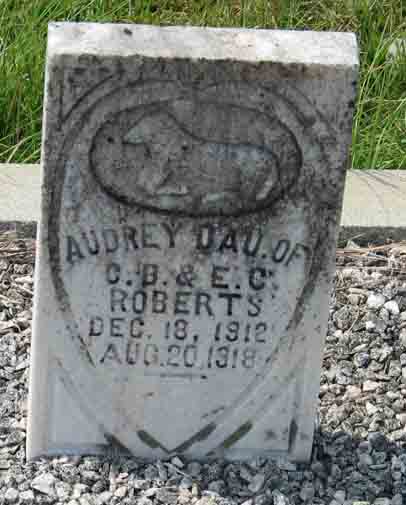 AUDREY DAU. OF
C. B. & E. C.
ROBERTS
DEC. 18, 1912
AUG. 20, 1918